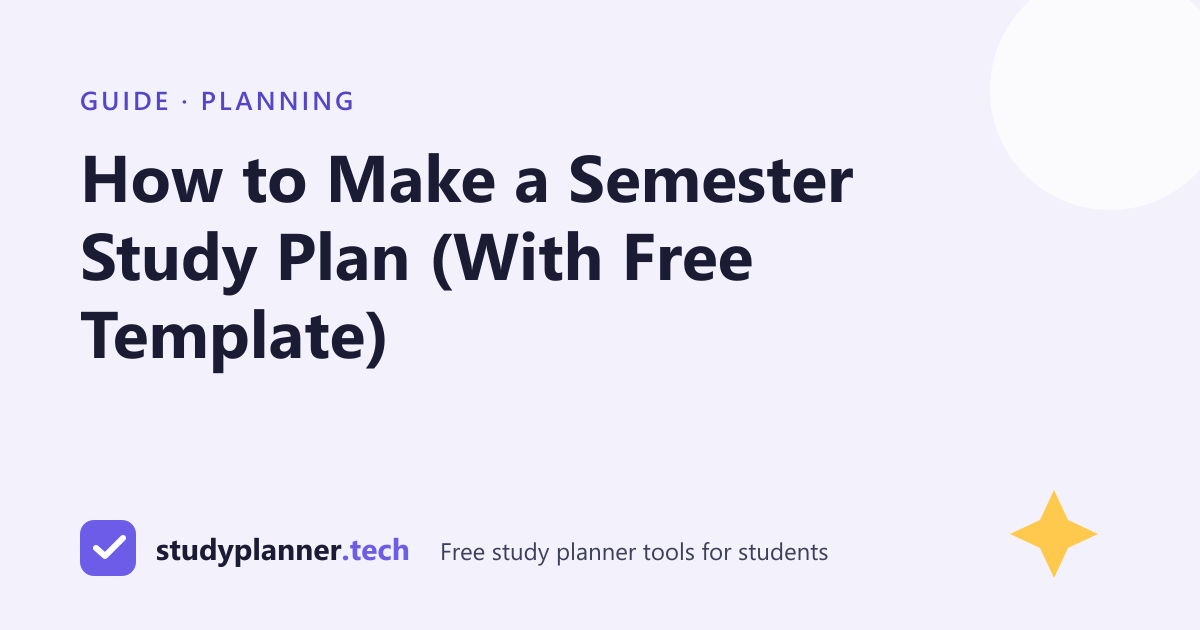 GUIDE · PLANNING
How to Make a Semester
Study Plan (With Free
Template)
studyplanner.tech Free study planner tools for students